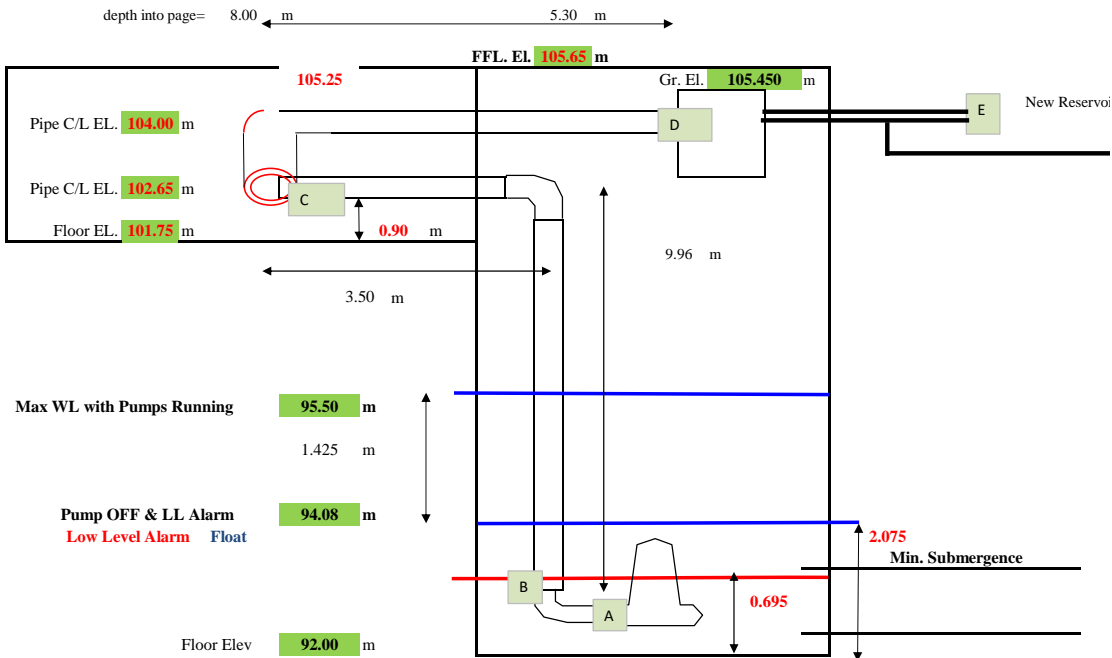 depth into page= 8.00 m 5.30 m
FFL. El. 105.65 m
105.25 Gr. El. 105.450 m
Pipe C/L EL. 104.00 m D E New Reservoi
Pipe C/L EL. 102.65 m C
Floor EL. 101.75 m 0.90 m
9.96 m
3.50 m
Max WL with Pumps Running 95.50 m
1.425 m
Pump OFF & LL Alarm 94.08 m
Low Level Alarm Float 2.075
Min. Submergence
B 0.695
A
Floor Elev 92.00 m